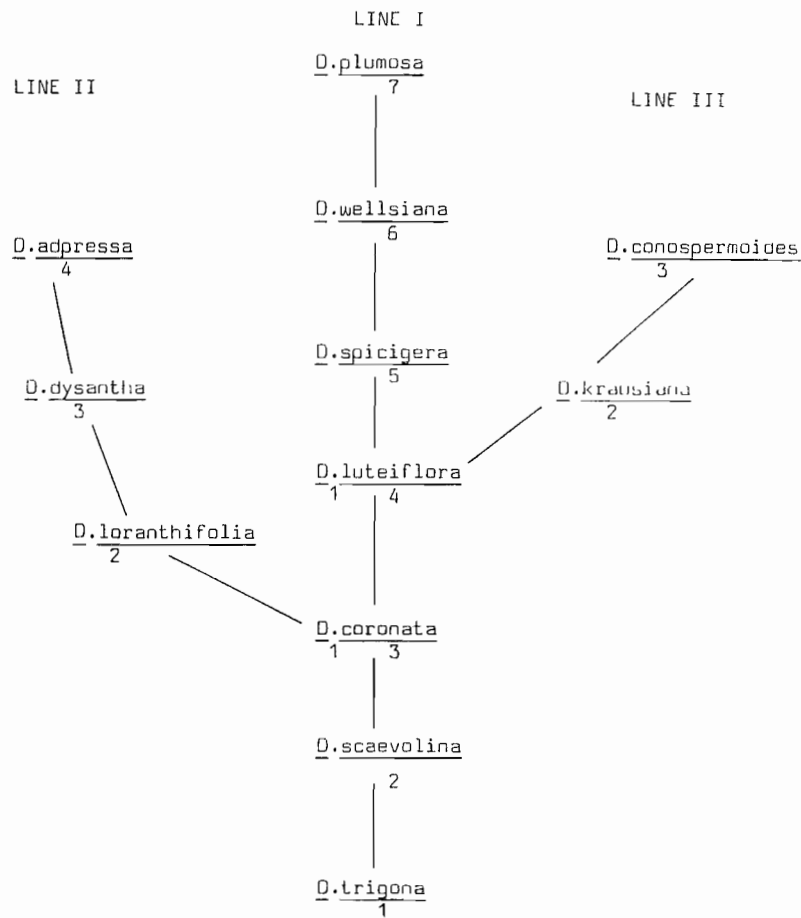 LINE I
D.plumosa
7
LINE II
LINE III
D.wellsiana
6
D.adpressa
4
D.conospermoides
3
D.spicigera
5
D.dysantha
3
D.krausiana
2
D.luteiflora
1 4
D.loranthifolia
2
D.coronata
1 3
D.scaevolina
2
D.trigona
1